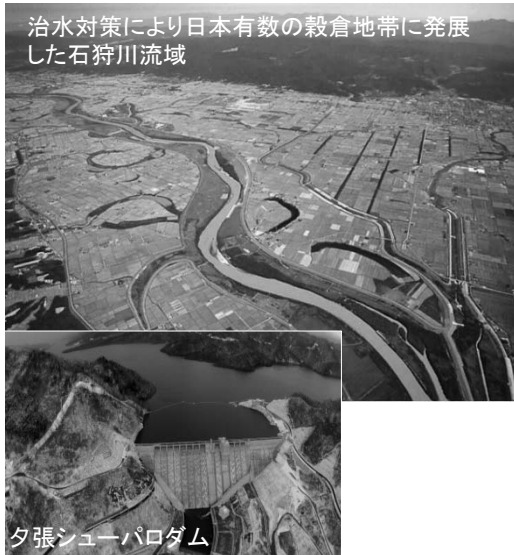 治水対策により日本有数の穀倉地帯に発展
した石狩川流域
夕張シューパロダム